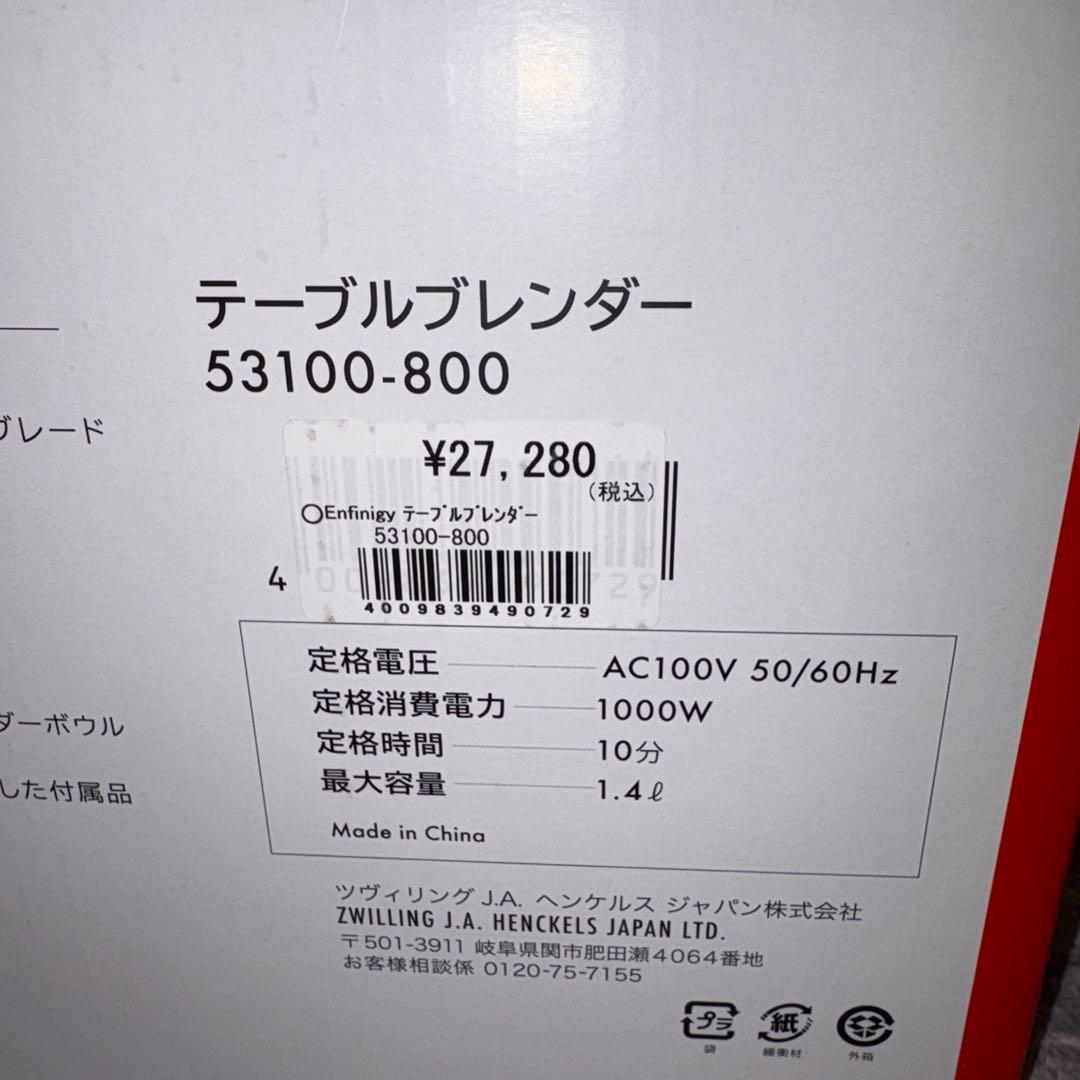 テーブルブレンダー
53100-800
ブレード
¥27,280
(税込)
○Enfinigy テーブルブレンダー
53100-800
4
4009839490729
定格電圧 AC100V 50/60Hz
定格消費電力 1000W
定格時間 10分
最大容量 1.4ℓ
Made in China
ダーボウル
した付属品
ツヴィリング J.A. ヘンケルス ジャパン株式会社
ZWILLING J.A. HENCKELS JAPAN LTD.
〒501-3911 岐阜県関市肥田瀬4064番地
お客様相談係 0120-75-7155
プラ 紙
袋 緩衝材 外箱